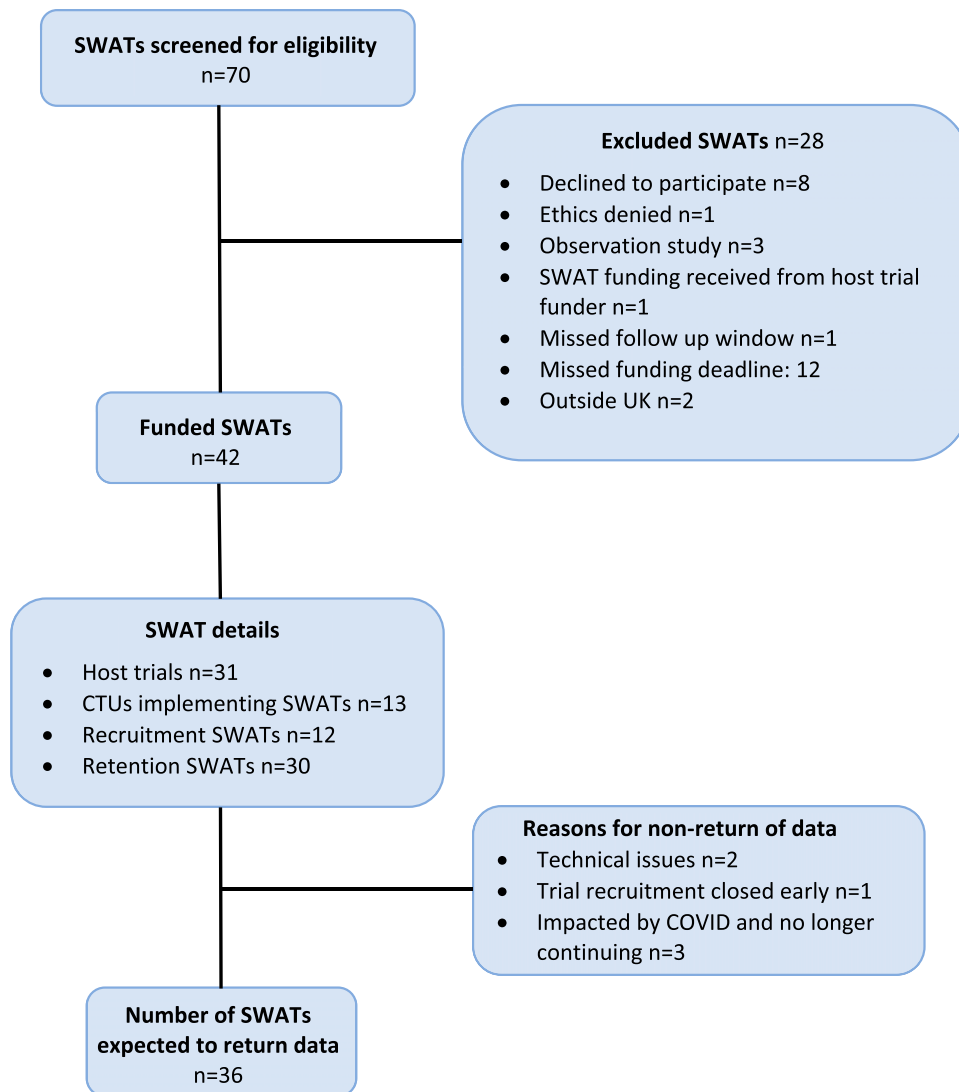 SWATs screened for eligibility
n=70
Excluded SWATs n=28
• Declined to participate n=8
• Ethics denied n=1
• Observation study n=3
• SWAT funding received from host trial
funder n=1
• Missed follow up window n=1
• Missed funding deadline: 12
• Outside UK n=2
Funded SWATs
n=42
SWAT details
• Host trials n=31
• CTUs implementing SWATs n=13
• Recruitment SWATs n=12
• Retention SWATs n=30
Reasons for non-return of data
• Technical issues n=2
• Trial recruitment closed early n=1
• Impacted by COVID and no longer
continuing n=3
Number of SWATs
expected to return data
n=36